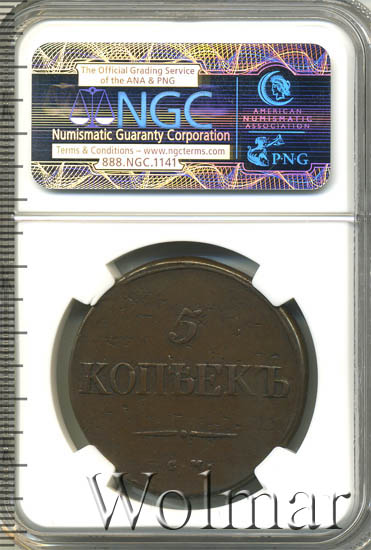 The Official Grading Service
of the ANA & PNG
NGC
Numismatic Guaranty Corporation
Terms & Conditions – www.ngcterms.com
888.NGC.1141
AMERICAN
NUMISMATIC
ASSOCIATION
P·N·G
5
КОПѢЕКЪ
С. М.
Wolmar